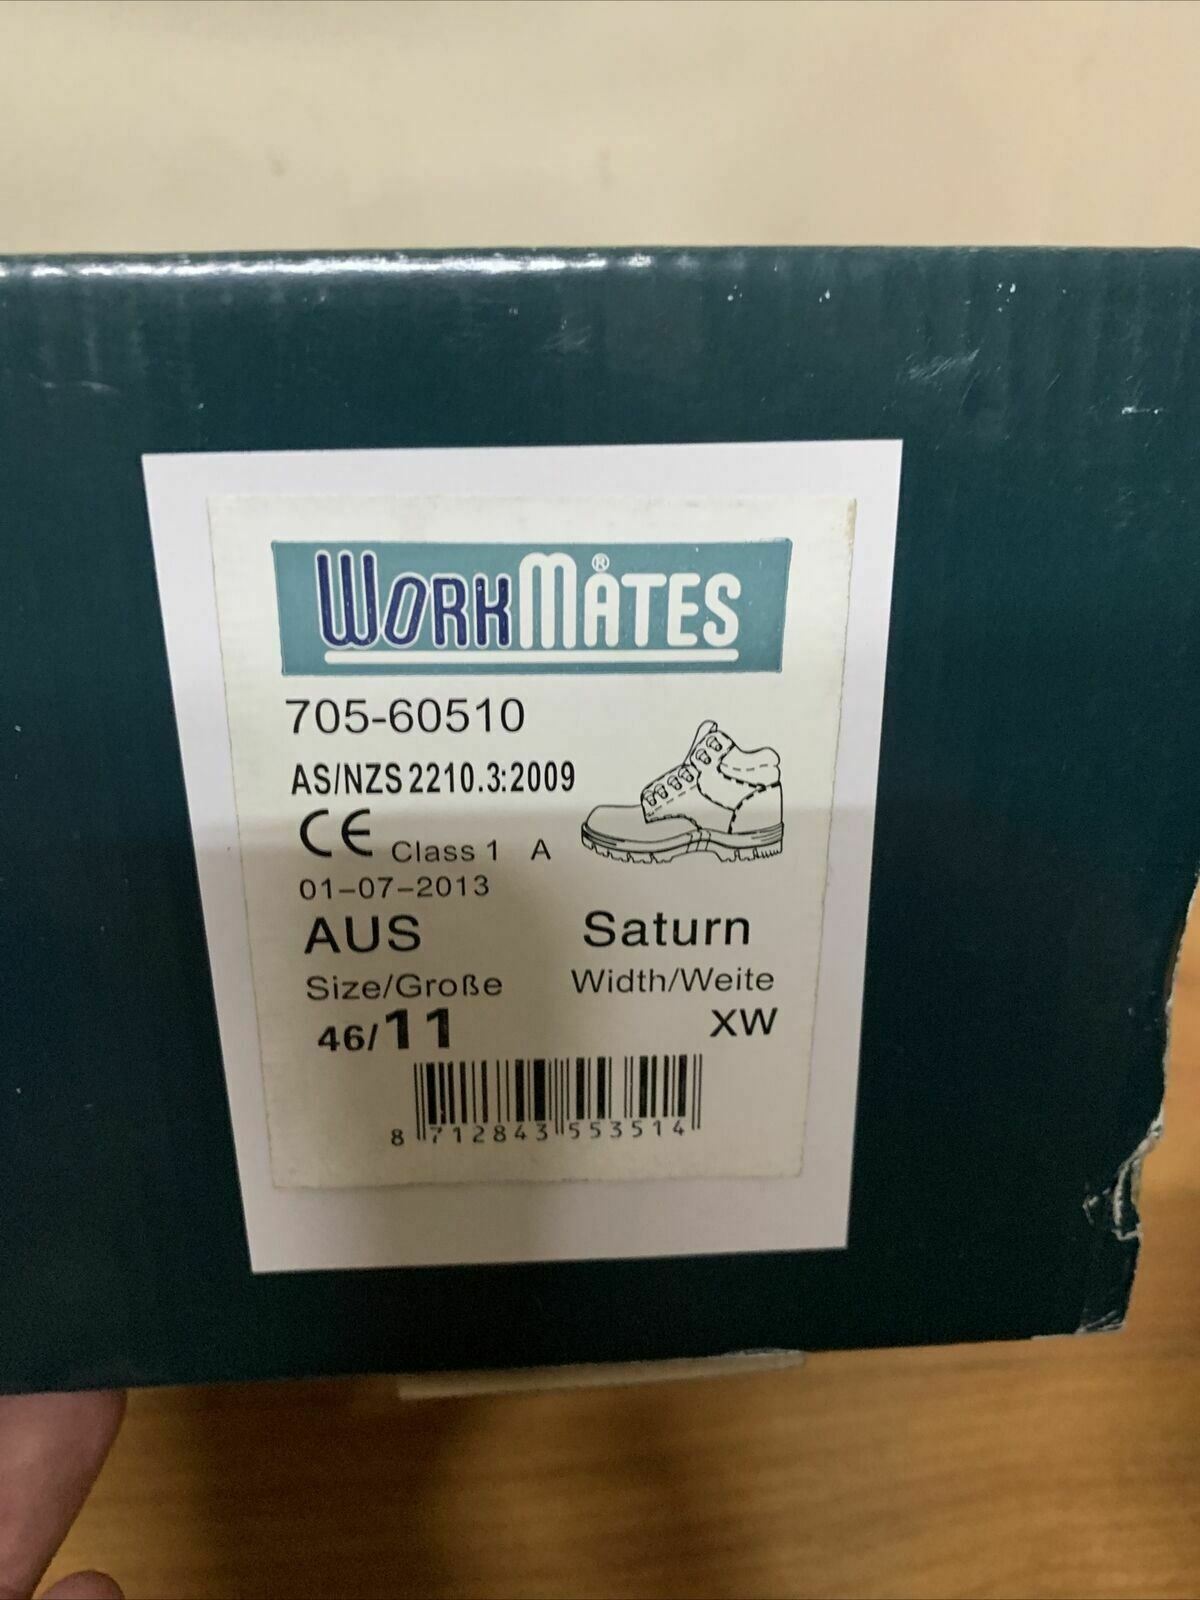 WORKMATES®
705-60510
AS/NZS 2210.3:2009
CE Class 1 A
01-07-2013
AUS Saturn
Size/Große Width/Weite
46/11 XW
8 712843 553514